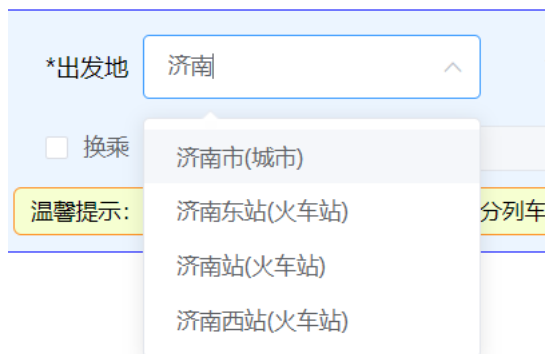 *出发地 济南
济南市(城市)
换乘
济南东站(火车站)
温馨提示: 分列车
济南站(火车站)
济南西站(火车站)